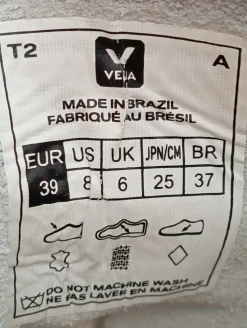 T2 A
VEJA
MADE IN BRAZIL
FABRIQUÉ AU BRÉSIL
EUR US UK JPN/CM BR
39 8 6 25 37
DO NOT MACHINE WASH
NE PAS LAVER EN MACHINE